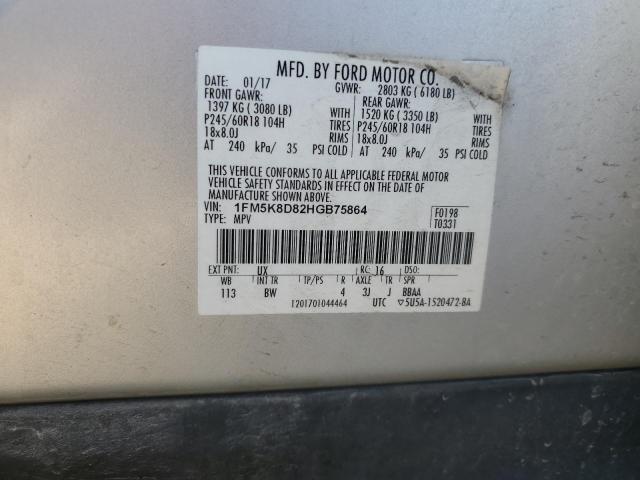 MFD. BY FORD MOTOR CO.
DATE: 01/17 GVWR: 2803 KG ( 6180 LB)
FRONT GAWR: REAR GAWR:
1397 KG ( 3080 LB) WITH 1520 KG ( 3350 LB) WITH
P245/60R18 104H TIRES P245/60R18 104H TIRES
18x8.0J RIMS 18x8.0J RIMS
AT 240 kPa/ 35 PSI COLD AT 240 kPa/ 35 PSI COLD
THIS VEHICLE CONFORMS TO ALL APPLICABLE FEDERAL MOTOR
VEHICLE SAFETY STANDARDS IN EFFECT ON THE DATE OF
MANUFACTURE SHOWN ABOVE.
VIN: 1FM5K8D82HGB75864 F0198
TYPE: MPV T0331
EXT PNT: UX RC: 16 DSO:
WB INT TR TP/PS R AXLE TR SPR
113 BW 4 3J J BBAA
1201701044464 UTC ▽5U5A-1520472-BA